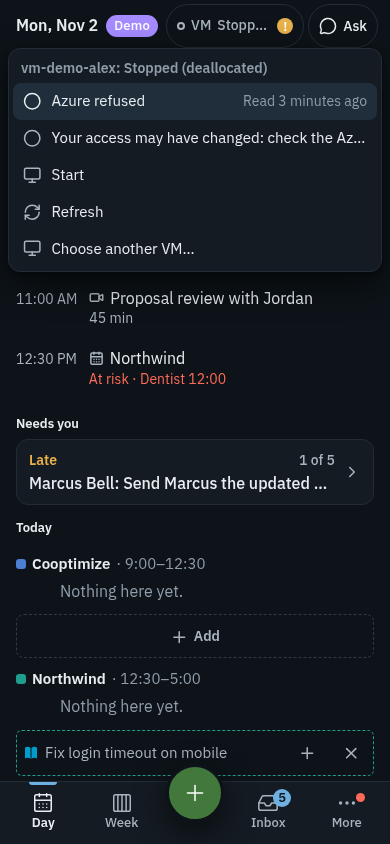 Mon, Nov 2 Demo VM Stopp... ! Ask
vm-demo-alex: Stopped (deallocated)
Azure refused Read 3 minutes ago
Your access may have changed: check the Az...
Start
Refresh
Choose another VM...
11:00 AM Proposal review with Jordan
45 min
12:30 PM Northwind
At risk · Dentist 12:00
Needs you
Late 1 of 5
Marcus Bell: Send Marcus the updated ...
Today
Cooptimize · 9:00–12:30
Nothing here yet.
+ Add
Northwind · 12:30–5:00
Nothing here yet.
Fix login timeout on mobile
Day Week Inbox 5 More